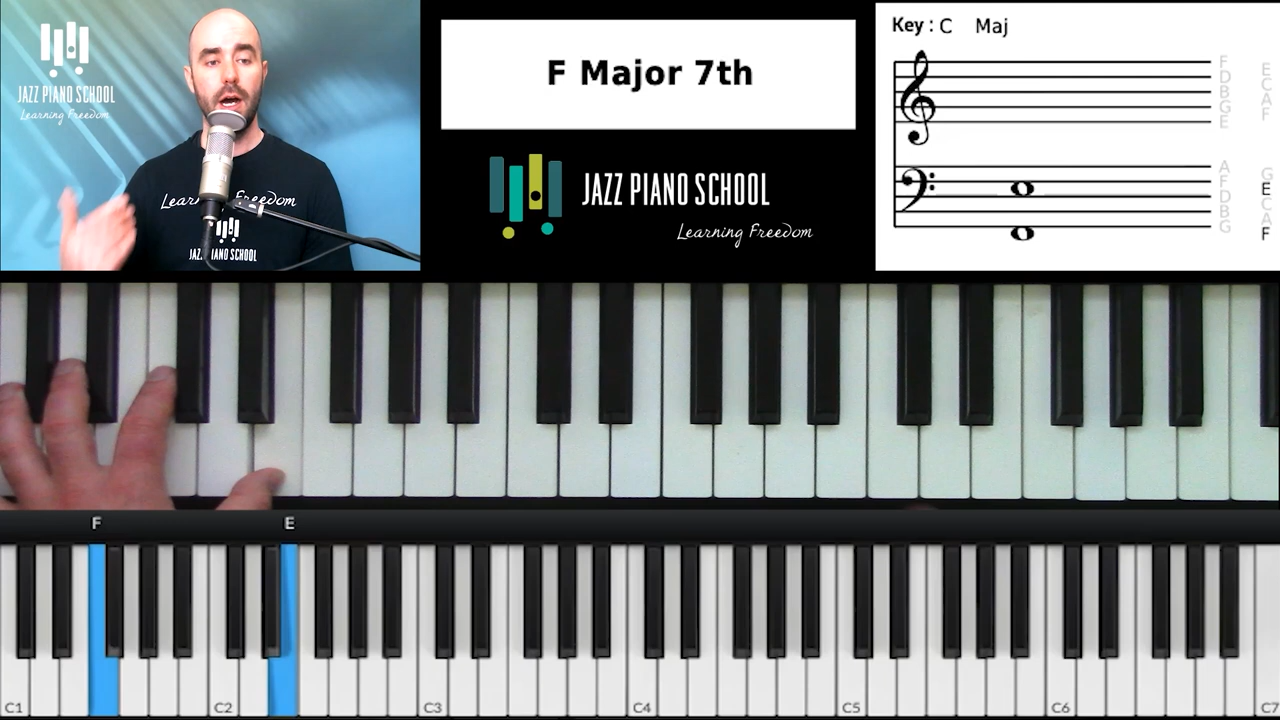 JAZZ PIANO SCHOOL
Learning Freedom
Learning Freedom
JAZZ PIANO SCHOOL
F Major 7th
JAZZ PIANO SCHOOL
Learning Freedom
Key : C Maj
F
D
B
G
E
E
C
A
F
A
F
D
B
G
G
E
C
A
F
F E
C1 C2 C3 C4 C5 C6 C7